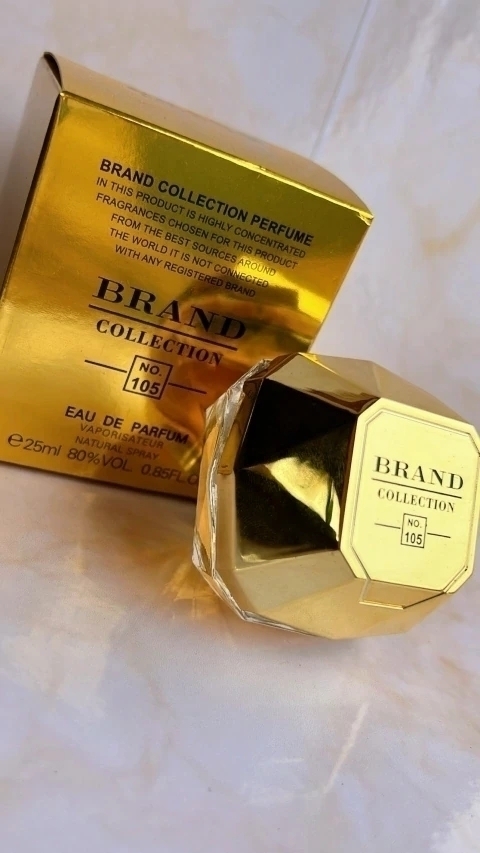 BRAND COLLECTION PERFUME
IN THIS PRODUCT IS HIGHLY CONCENTRATED
FRAGRANCES CHOSEN FOR THIS PRODUCT
FROM THE BEST SOURCES AROUND
THE WORLD IT IS NOT CONNECTED
WITH ANY REGISTERED BRAND
BRAND
COLLECTION
NO.
105
EAU DE PARFUM
VAPORISATEUR
NATURAL SPRAY
℮25ml 80%VOL 0.85FL.O
BRAND
COLLECTION
NO.
105